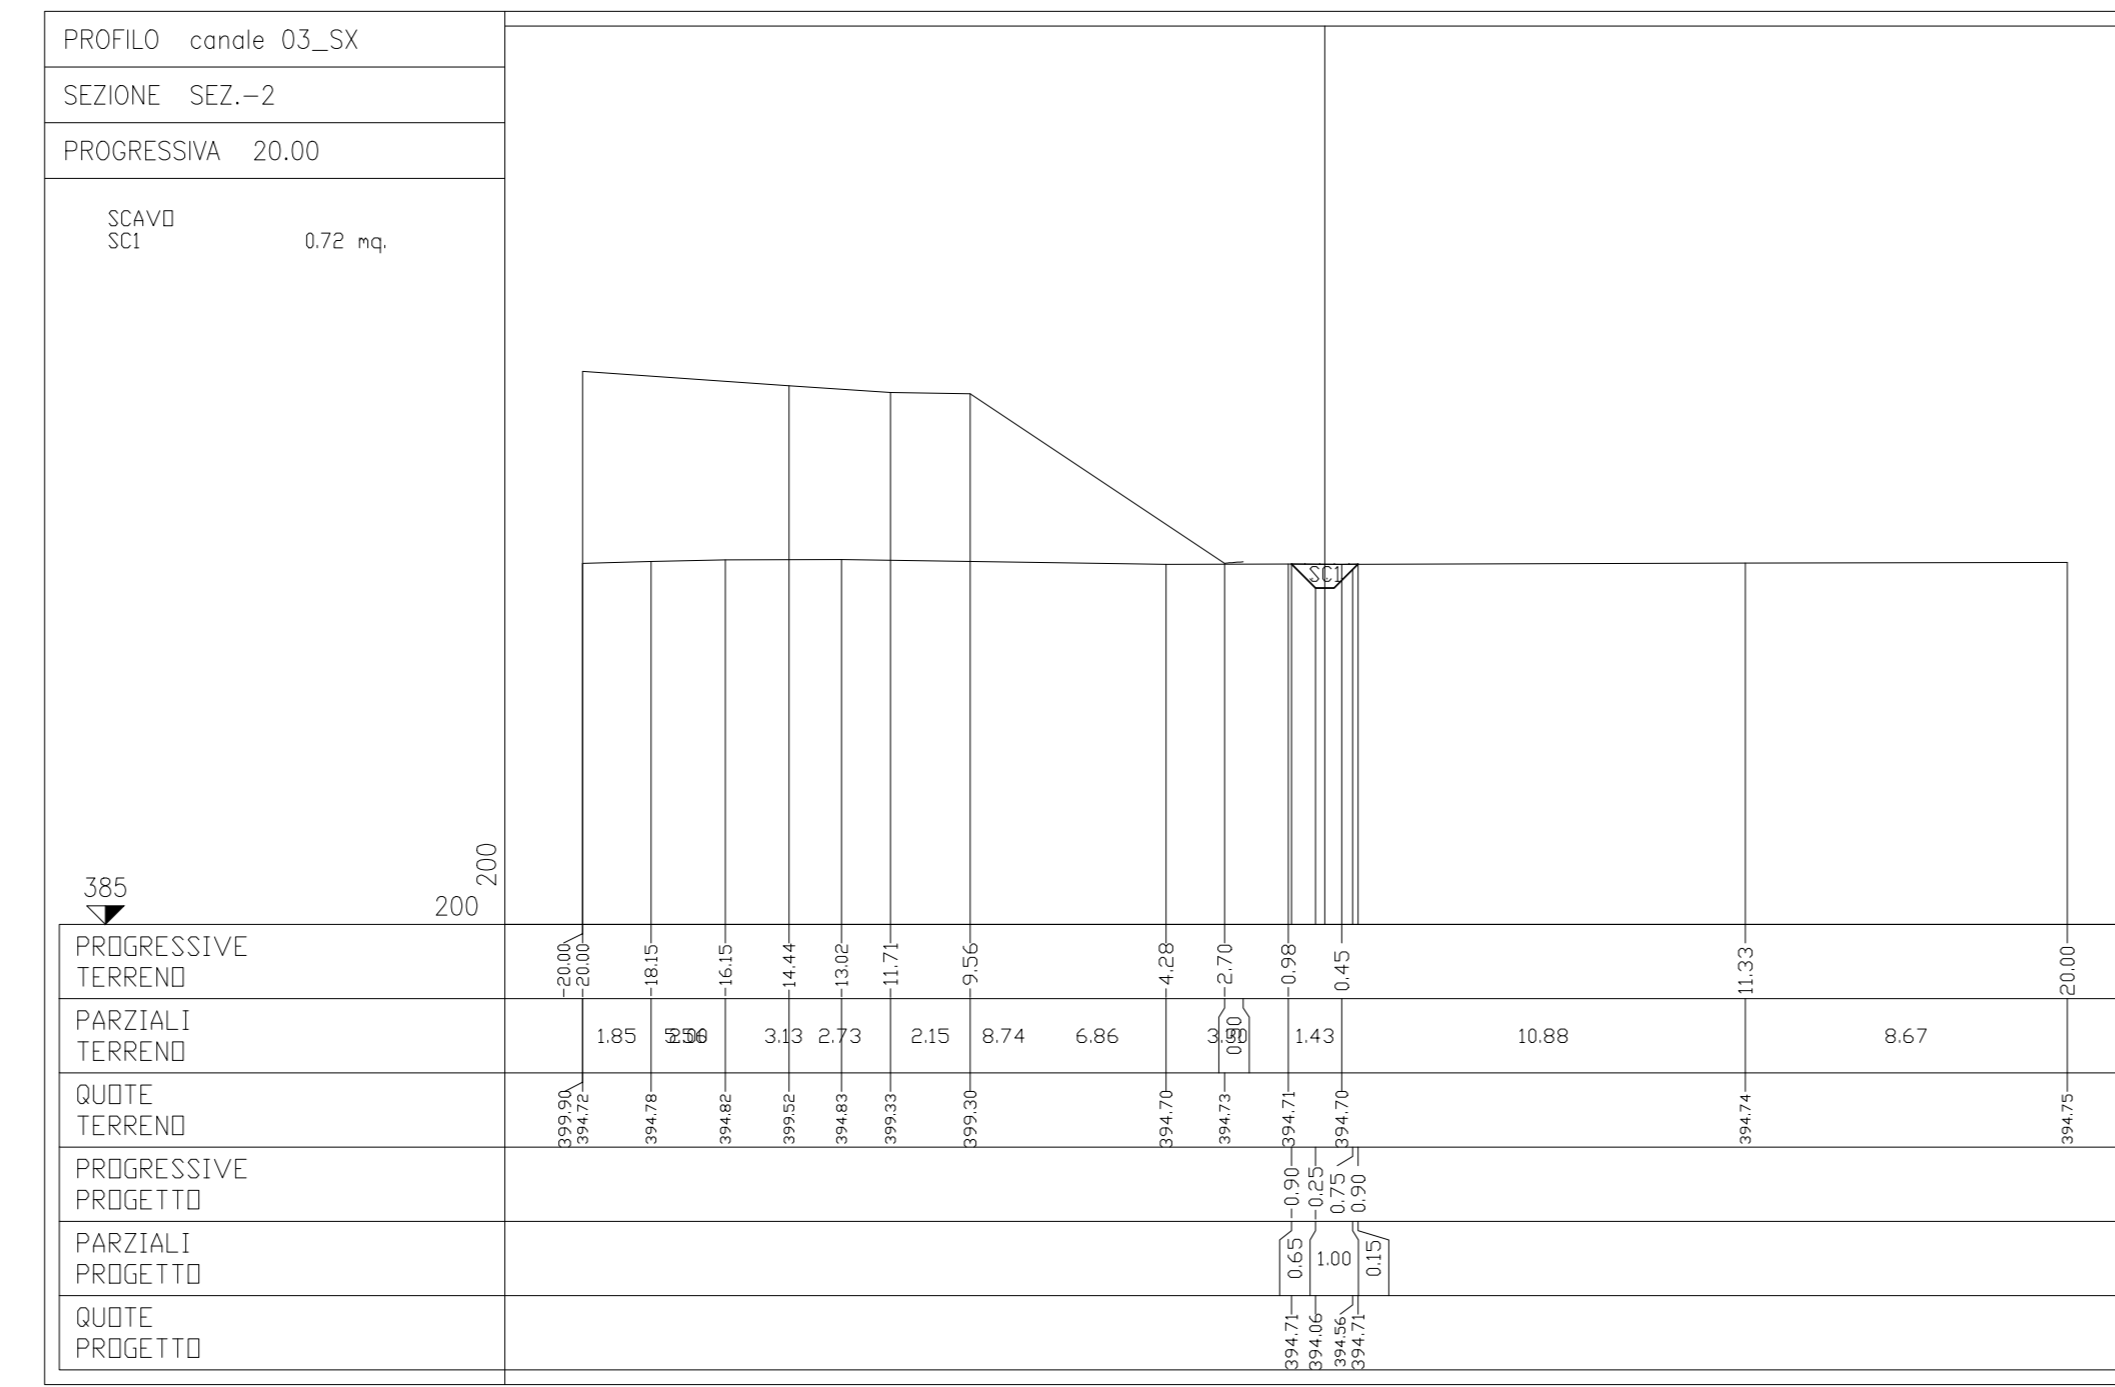 PROFILO canale 03_SX
SEZIONE SEZ.-2
PROGRESSIVA 20.00
SCAVO
SC1 0.72 mq.
SC1
200
385
200
PROGRESSIVE
TERRENO
-20.00 -20.00 -18.15 -16.15 -14.44 -13.02 -11.71 -9.56 -4.28 -2.70 -0.98 0.45 11.33 20.00
PARZIALI
TERRENO
1.85 3.13 2.73 2.15 8.74 6.86 1.43 10.88 8.67
QUOTE
TERRENO
399.90 394.72 394.78 394.82 399.52 394.83 399.33 399.30 394.70 394.73 394.71 394.70 394.74 394.75
PROGRESSIVE
PROGETTO
-0.90 -0.25 0.75 0.90
PARZIALI
PROGETTO
0.65 1.00 0.15
QUOTE
PROGETTO
394.71 394.06 394.56 394.71